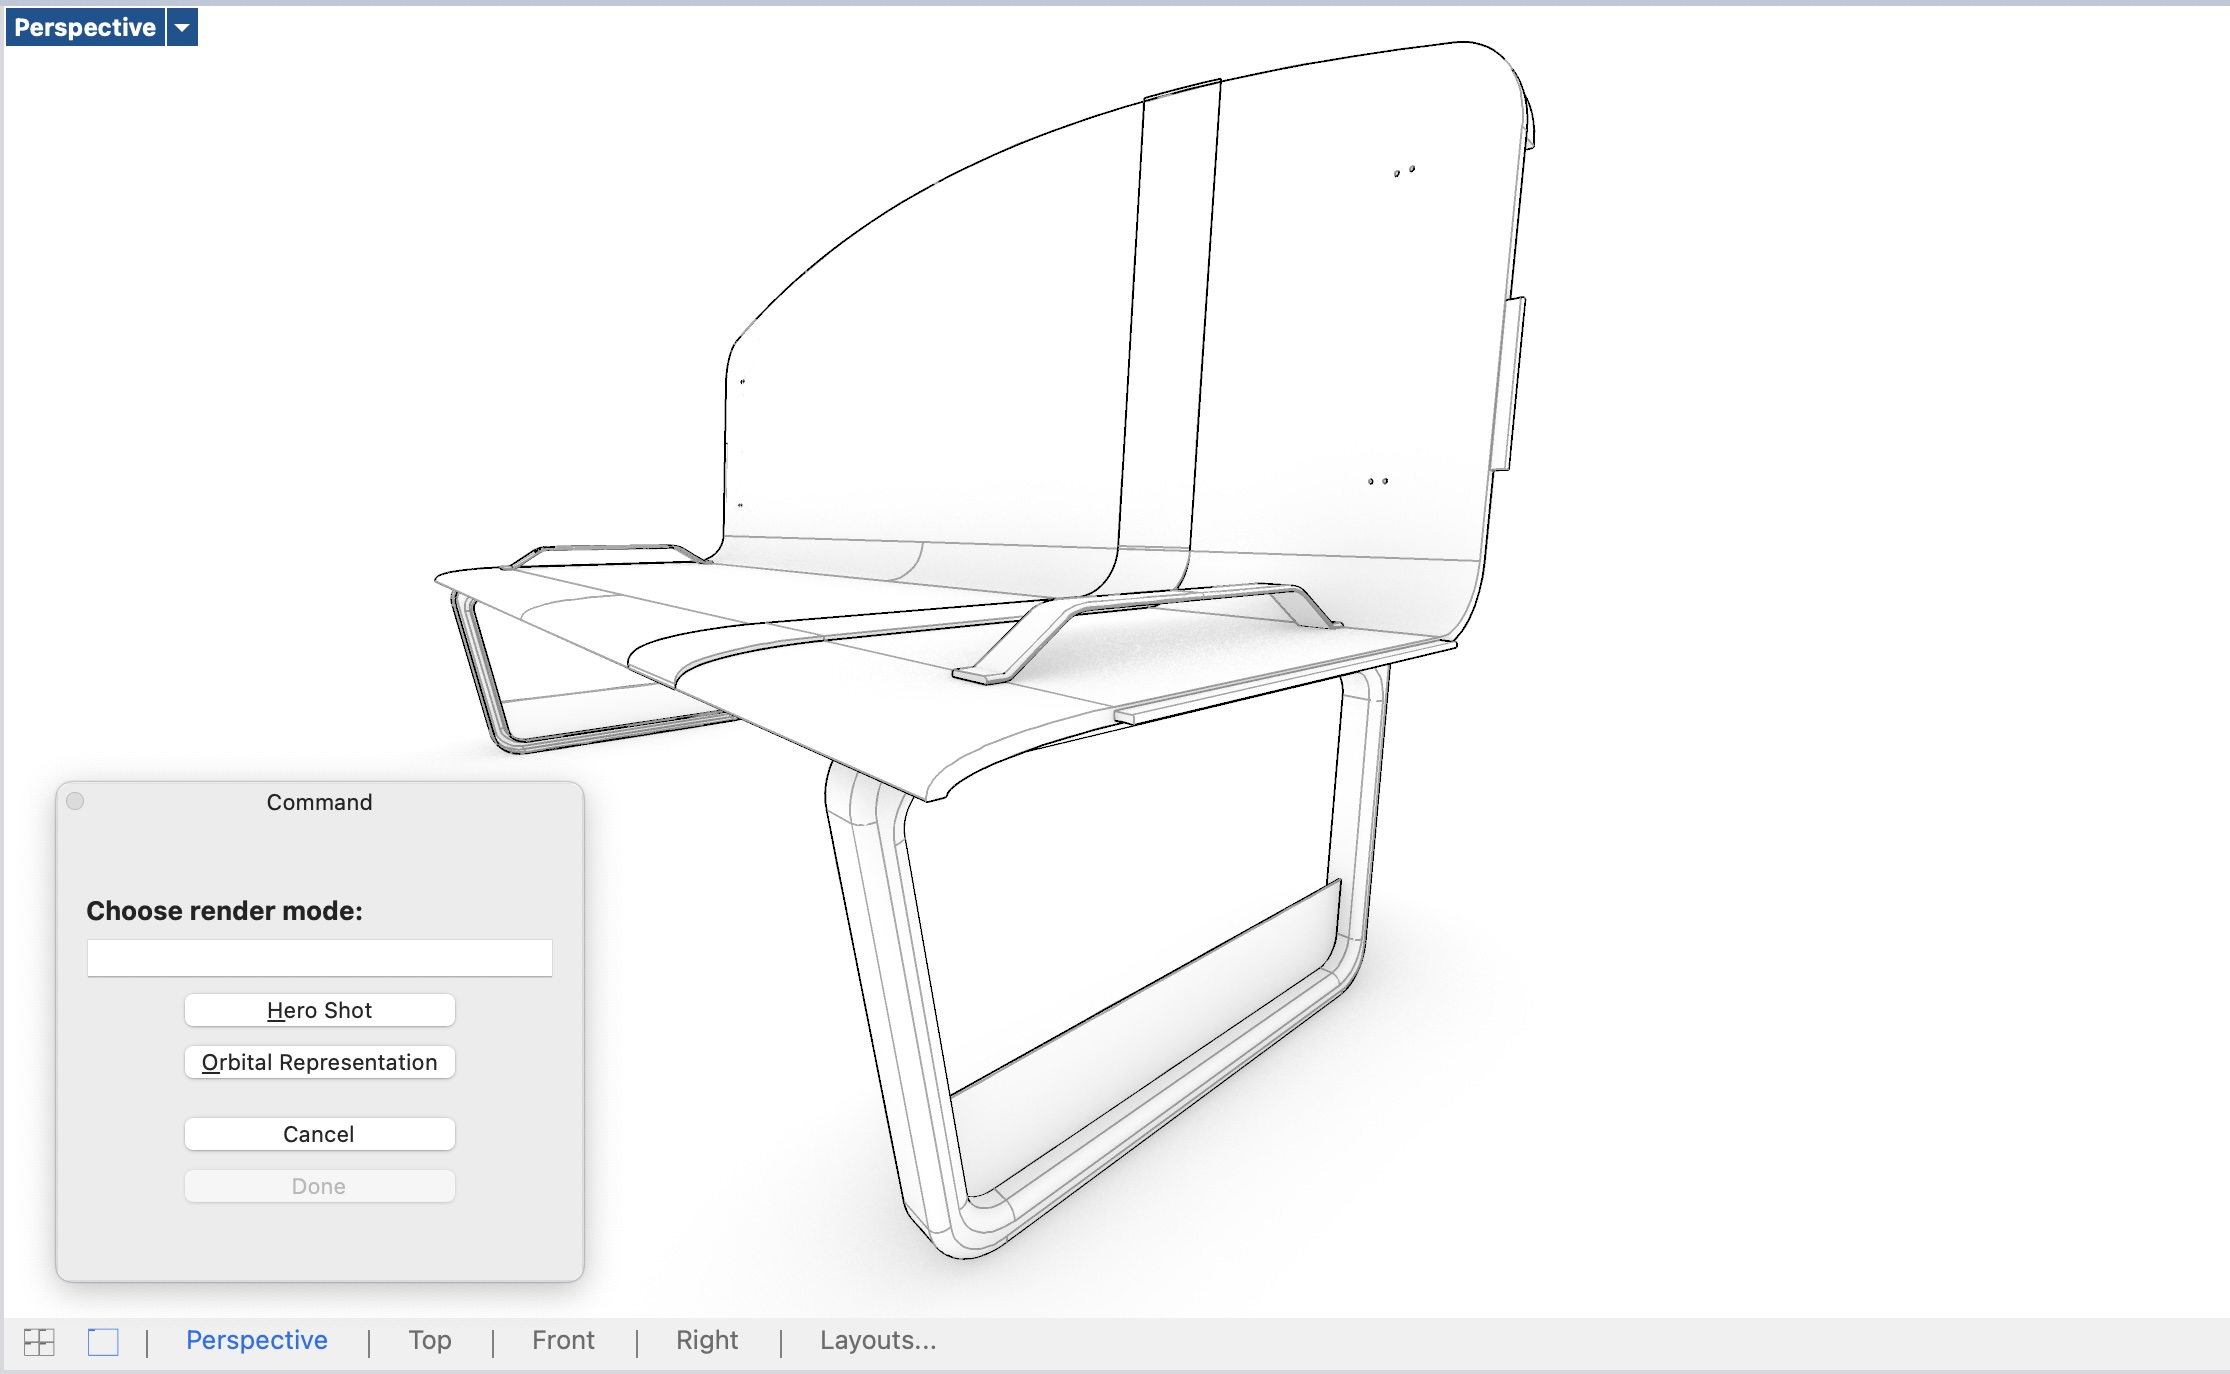 Perspective
Command
Choose render mode:
Hero Shot
Orbital Representation
Cancel
Done
Perspective | Top | Front | Right | Layouts...